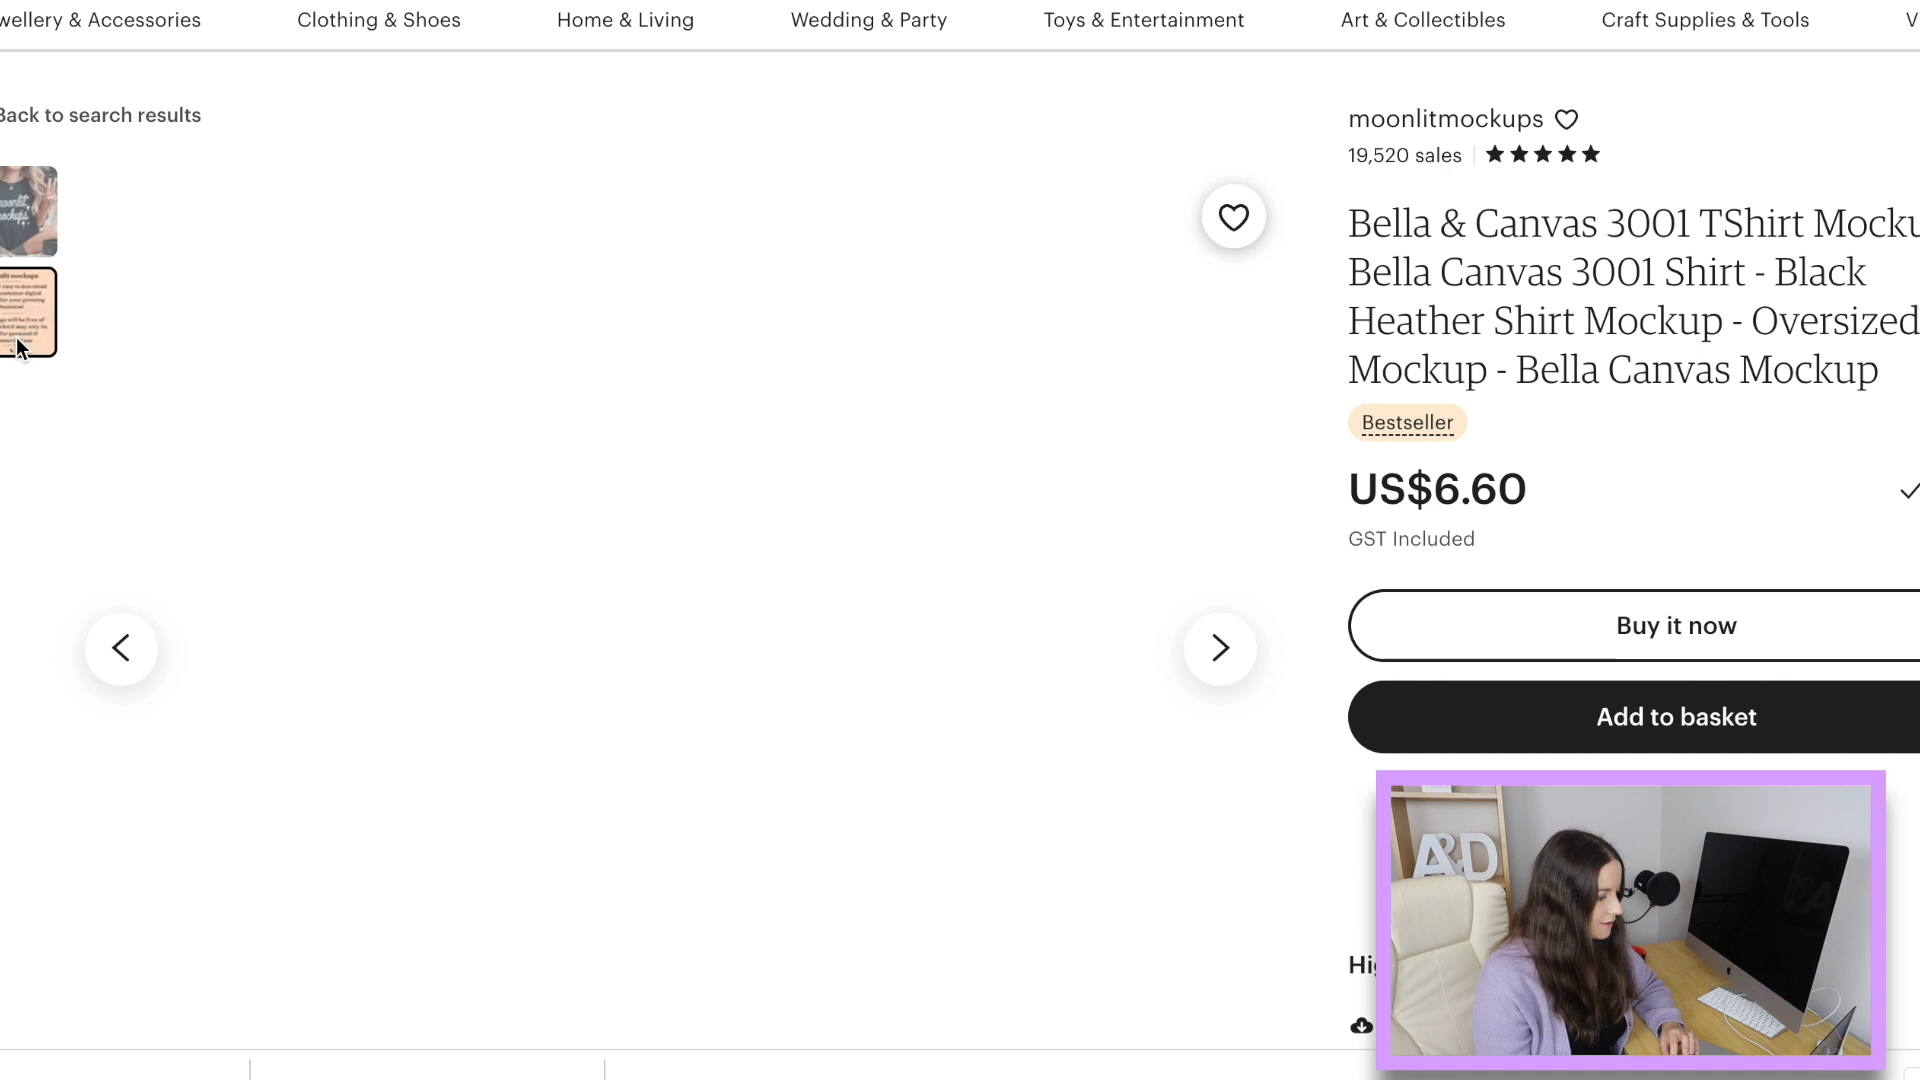 wellery & Accessories
Clothing & Shoes
Home & Living
Wedding & Party
Toys & Entertainment
Art & Collectibles
Craft Supplies & Tools
V
Back to search results
moonlitmockups
19,520 sales
Bella & Canvas 3001 TShirt Mocku
Bella Canvas 3001 Shirt - Black
Heather Shirt Mockup - Oversized
Mockup - Bella Canvas Mockup
Bestseller
US$6.60
GST Included
Buy it now
Add to basket
Hi
A&D